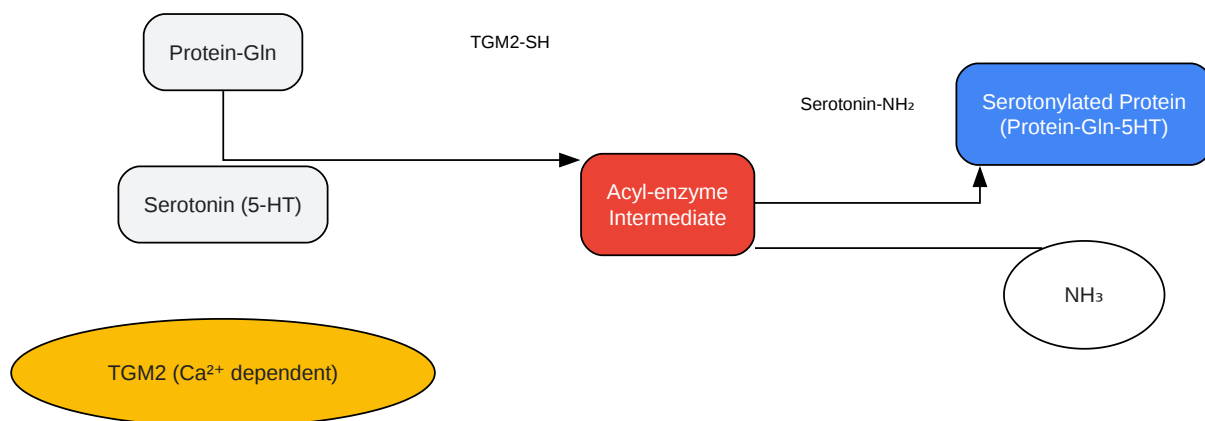 Protein-Gln
TGM2-SH
Serotonin-NH₂
Serotonylated Protein
(Protein-Gln-5HT)
Serotonin (5-HT)
Acyl-enzyme
Intermediate
NH₃
TGM2 (Ca²⁺ dependent)